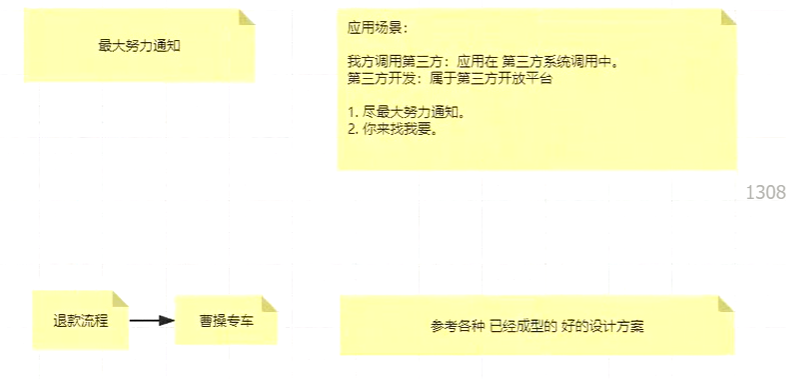 最大努力通知
应用场景：
我方调用第三方：应用在 第三方系统调用中。
第三方开发：属于第三方开放平台
1. 尽最大努力通知。
2. 你来找我要。
1308
退款流程
曹操专车
参考各种 已经成型的 好的设计方案